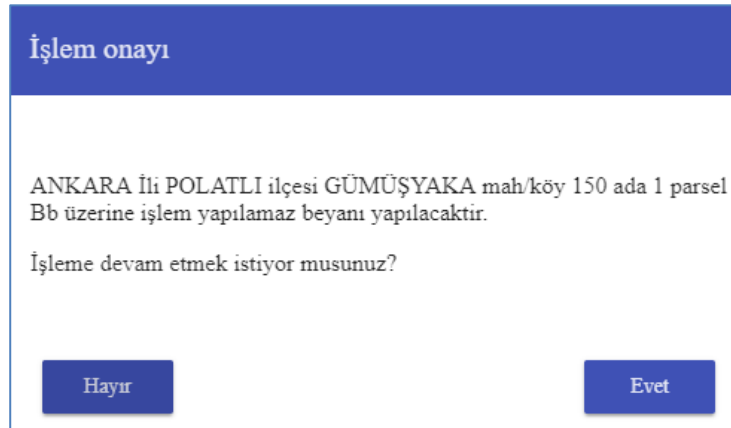 İşlem onayı
ANKARA İli POLATLI ilçesi GÜMÜŞYAKA mah/köy 150 ada 1 parsel
Bb üzerine işlem yapılamaz beyanı yapılacaktir.
İşleme devam etmek istiyor musunuz?
Hayır
Evet